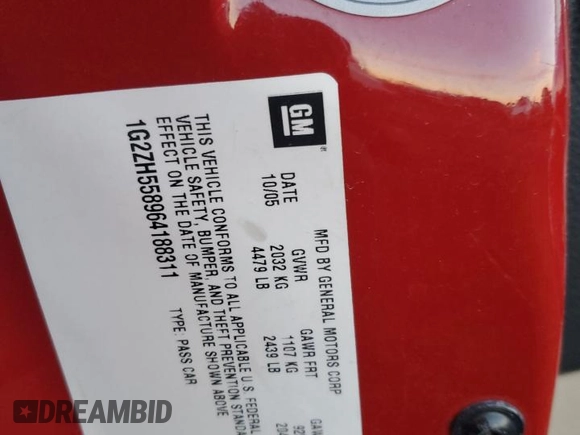 GM
MFD BY GENERAL MOTORS CORP
DATE GVWR GAWR FRT
10/05 2032 KG 1107 KG
4479 LB 2439 LB
THIS VEHICLE CONFORMS TO ALL APPLICABLE U.S. FEDERAL
VEHICLE SAFETY, BUMPER, AND THEFT PREVENTION
EFFECT ON THE DATE OF MANUFACTURE SHOWN ABOVE
1G2ZH558964188311 TYPE: PASS CAR
DREAMBID